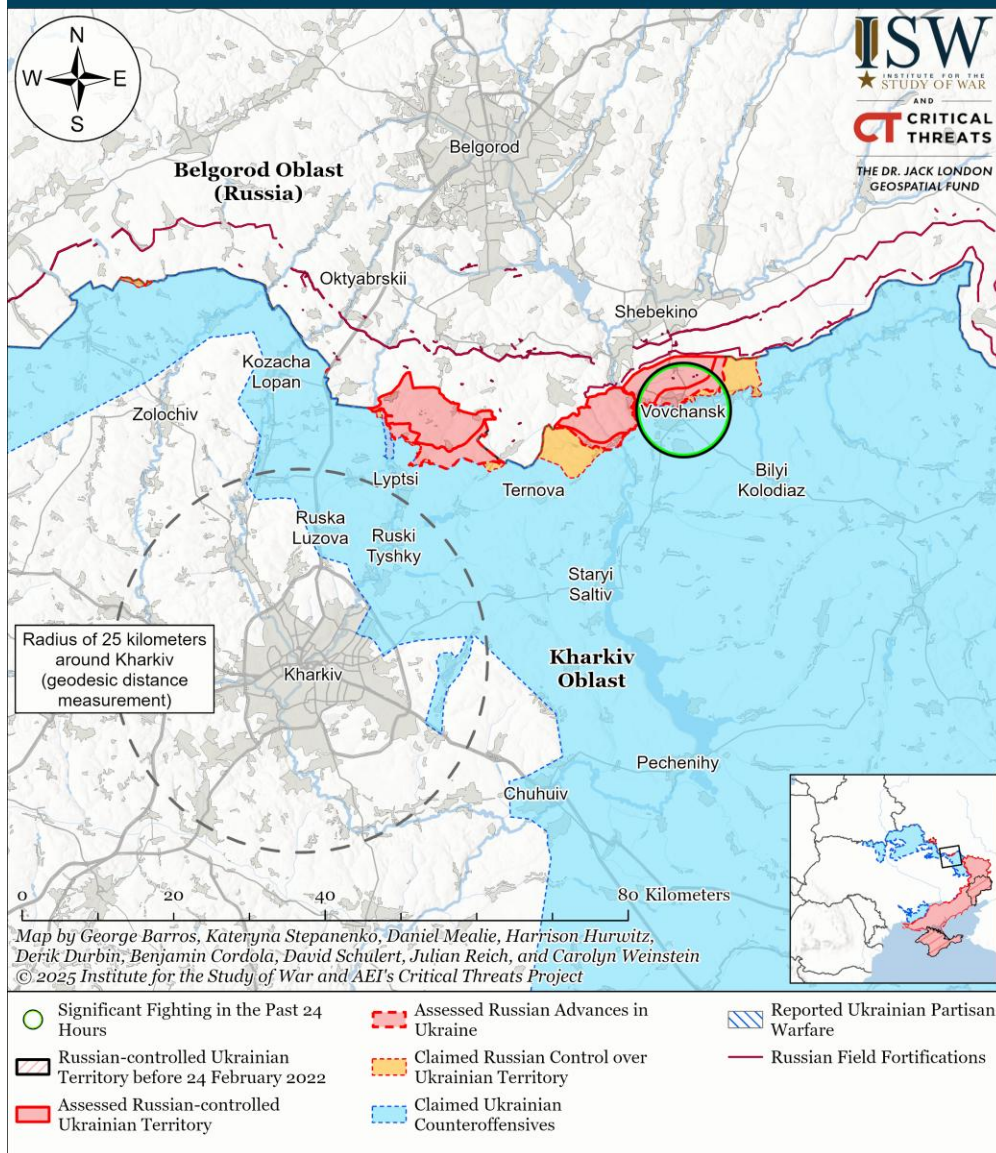 N
W
E
S
ISW
INSTITUTE FOR THE
STUDY OF WAR
AND
CT CRITICAL
THREATS
THE DR. JACK LONDON
GEOSPATIAL FUND
Belgorod
Belgorod Oblast
(Russia)
Oktyabrskii
Shebekino
Kozacha
Lopan
Zolochiv
Vovchansk
Lyptsi
Ternova
Bilyi
Kolodiaz
Ruska
Luzova
Ruski
Tyshky
Staryi
Saltiv
Radius of 25 kilometers
around Kharkiv
(geodesic distance
measurement)
Kharkiv
Kharkiv
Oblast
Pechenihy
Chuhuiv
0 20 40 80 Kilometers
Map by George Barros, Kateryna Stepanenko, Daniel Mealie, Harrison Hurwitz,
Derik Durbin, Benjamin Cordola, David Schulert, Julian Reich, and Carolyn Weinstein
© 2025 Institute for the Study of War and AEI's Critical Threats Project
Significant Fighting in the Past 24
Hours
Russian-controlled Ukrainian
Territory before 24 February 2022
Assessed Russian-controlled
Ukrainian Territory
Assessed Russian Advances in
Ukraine
Claimed Russian Control over
Ukrainian Territory
Claimed Ukrainian
Counteroffensives
Reported Ukrainian Partisan
Warfare
Russian Field Fortifications